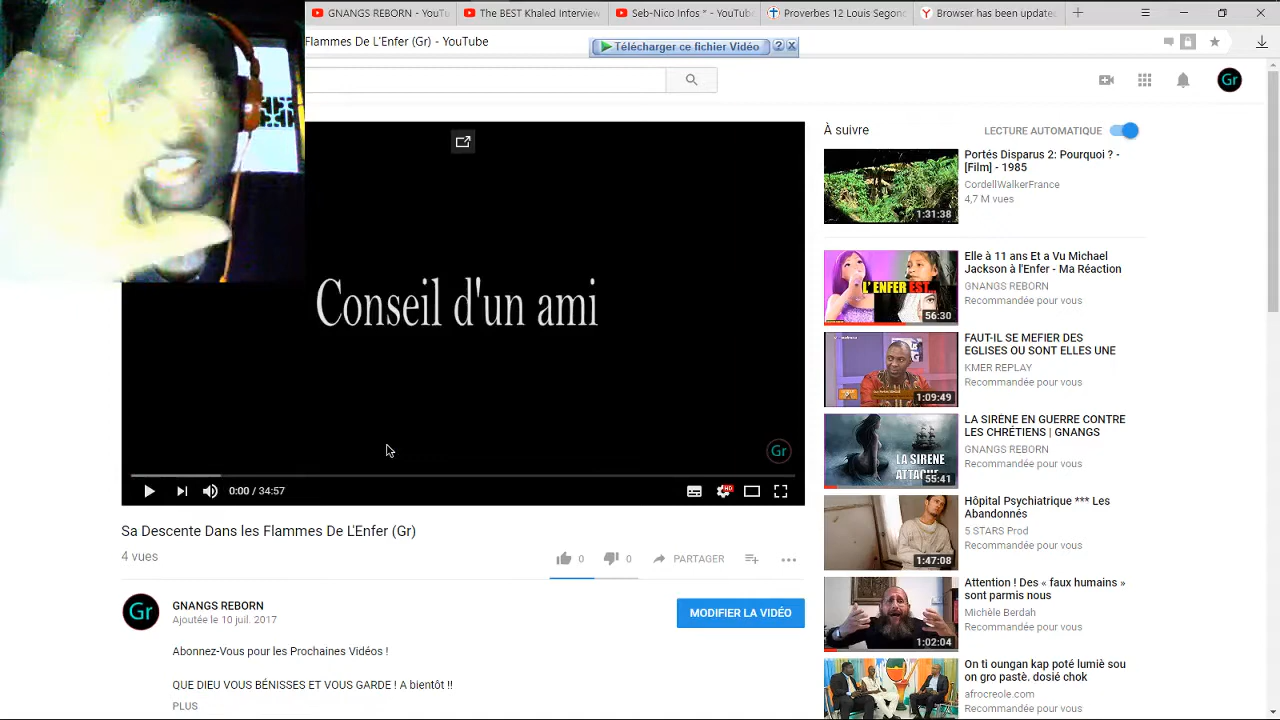 GNANGS REBORN - YouTu
The BEST Khaled Interview
Seb-Nico Infos - YouTub
Proverbes 12 Louis Segonc
Browser has been updated
Flammes De L'Enfer (Gr) - YouTube
Télécharger ce fichier Vidéo
? X
Gr
À suivre
LECTURE AUTOMATIQUE
Portés Disparus 2: Pourquoi ? -
[Film] - 1985
CordellWalkerFrance
4,7 M vues
1:31:38
Elle à 11 ans Et a Vu Michael
Jackson à l'Enfer - Ma Réaction
GNANGS REBORN
Recommandée pour vous
L'ENFER EST..
56:30
FAUT-IL SE MEFIER DES
EGLISES OU SONT ELLES UNE
KMER REPLAY
Recommandée pour vous
1:09:49
LA SIRENE EN GUERRE CONTRE
LES CHRÉTIENS | GNANGS
GNANGS REBORN
Recommandée pour vous
LA SIRENE
ATTAQUE
55:41
Hôpital Psychiatrique *** Les
Abandonnés
5 STARS Prod
Recommandée pour vous
1:47:08
Attention ! Des « faux humains »
sont parmis nous
Michèle Berdah
Recommandée pour vous
1:02:04
On ti oungan kap poté lumiè sou
on gro pastè. dosié chok
afrocreole.com
Recommandée pour vous
Conseil d'un ami
Gr
0:00 / 34:57
HD
Sa Descente Dans les Flammes De L'Enfer (Gr)
4 vues
0
0
PARTAGER
Gr
GNANGS REBORN
Ajoutée le 10 juil. 2017
MODIFIER LA VIDÉO
Abonnez-Vous pour les Prochaines Vidéos !
QUE DIEU VOUS BÉNISSES ET VOUS GARDE ! A bientôt !!
PLUS